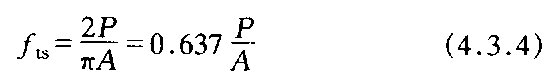 f_ts = 2P/πA = 0.637 P/A (4.3.4)